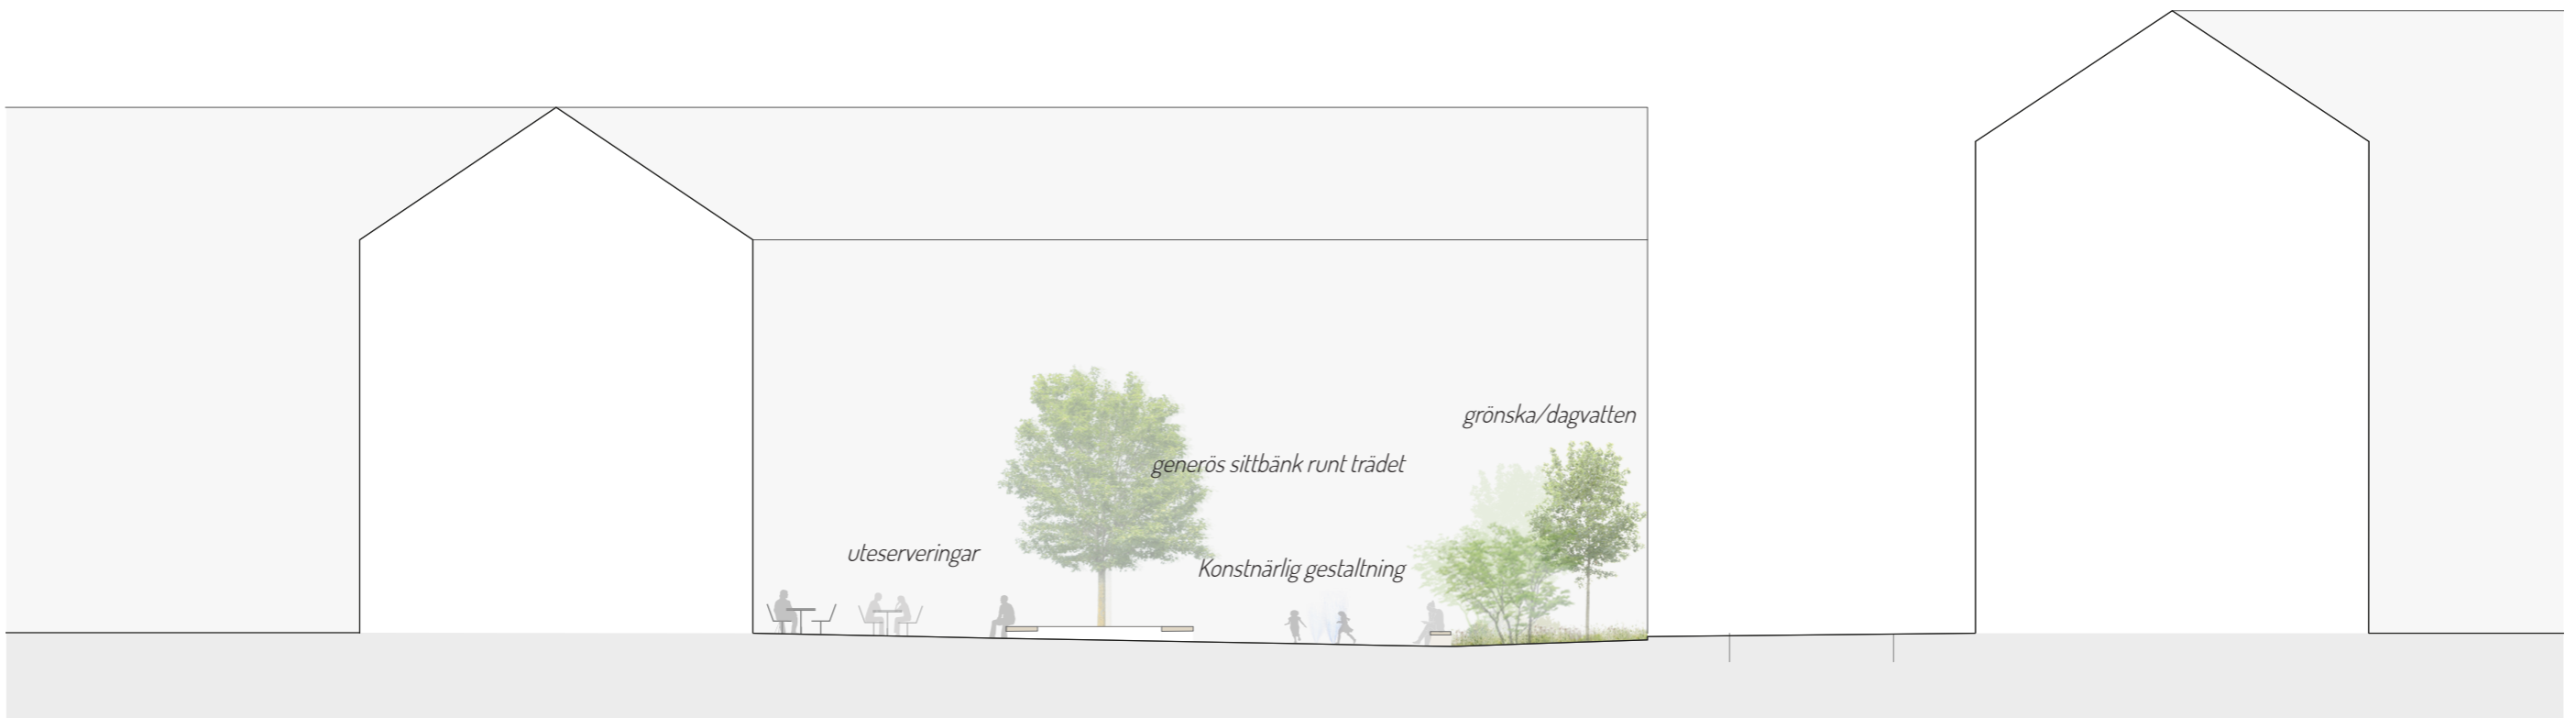 grönska/dagvatten
generös sittbänk runt trädet
uteserveringar
Konstnärlig gestaltning